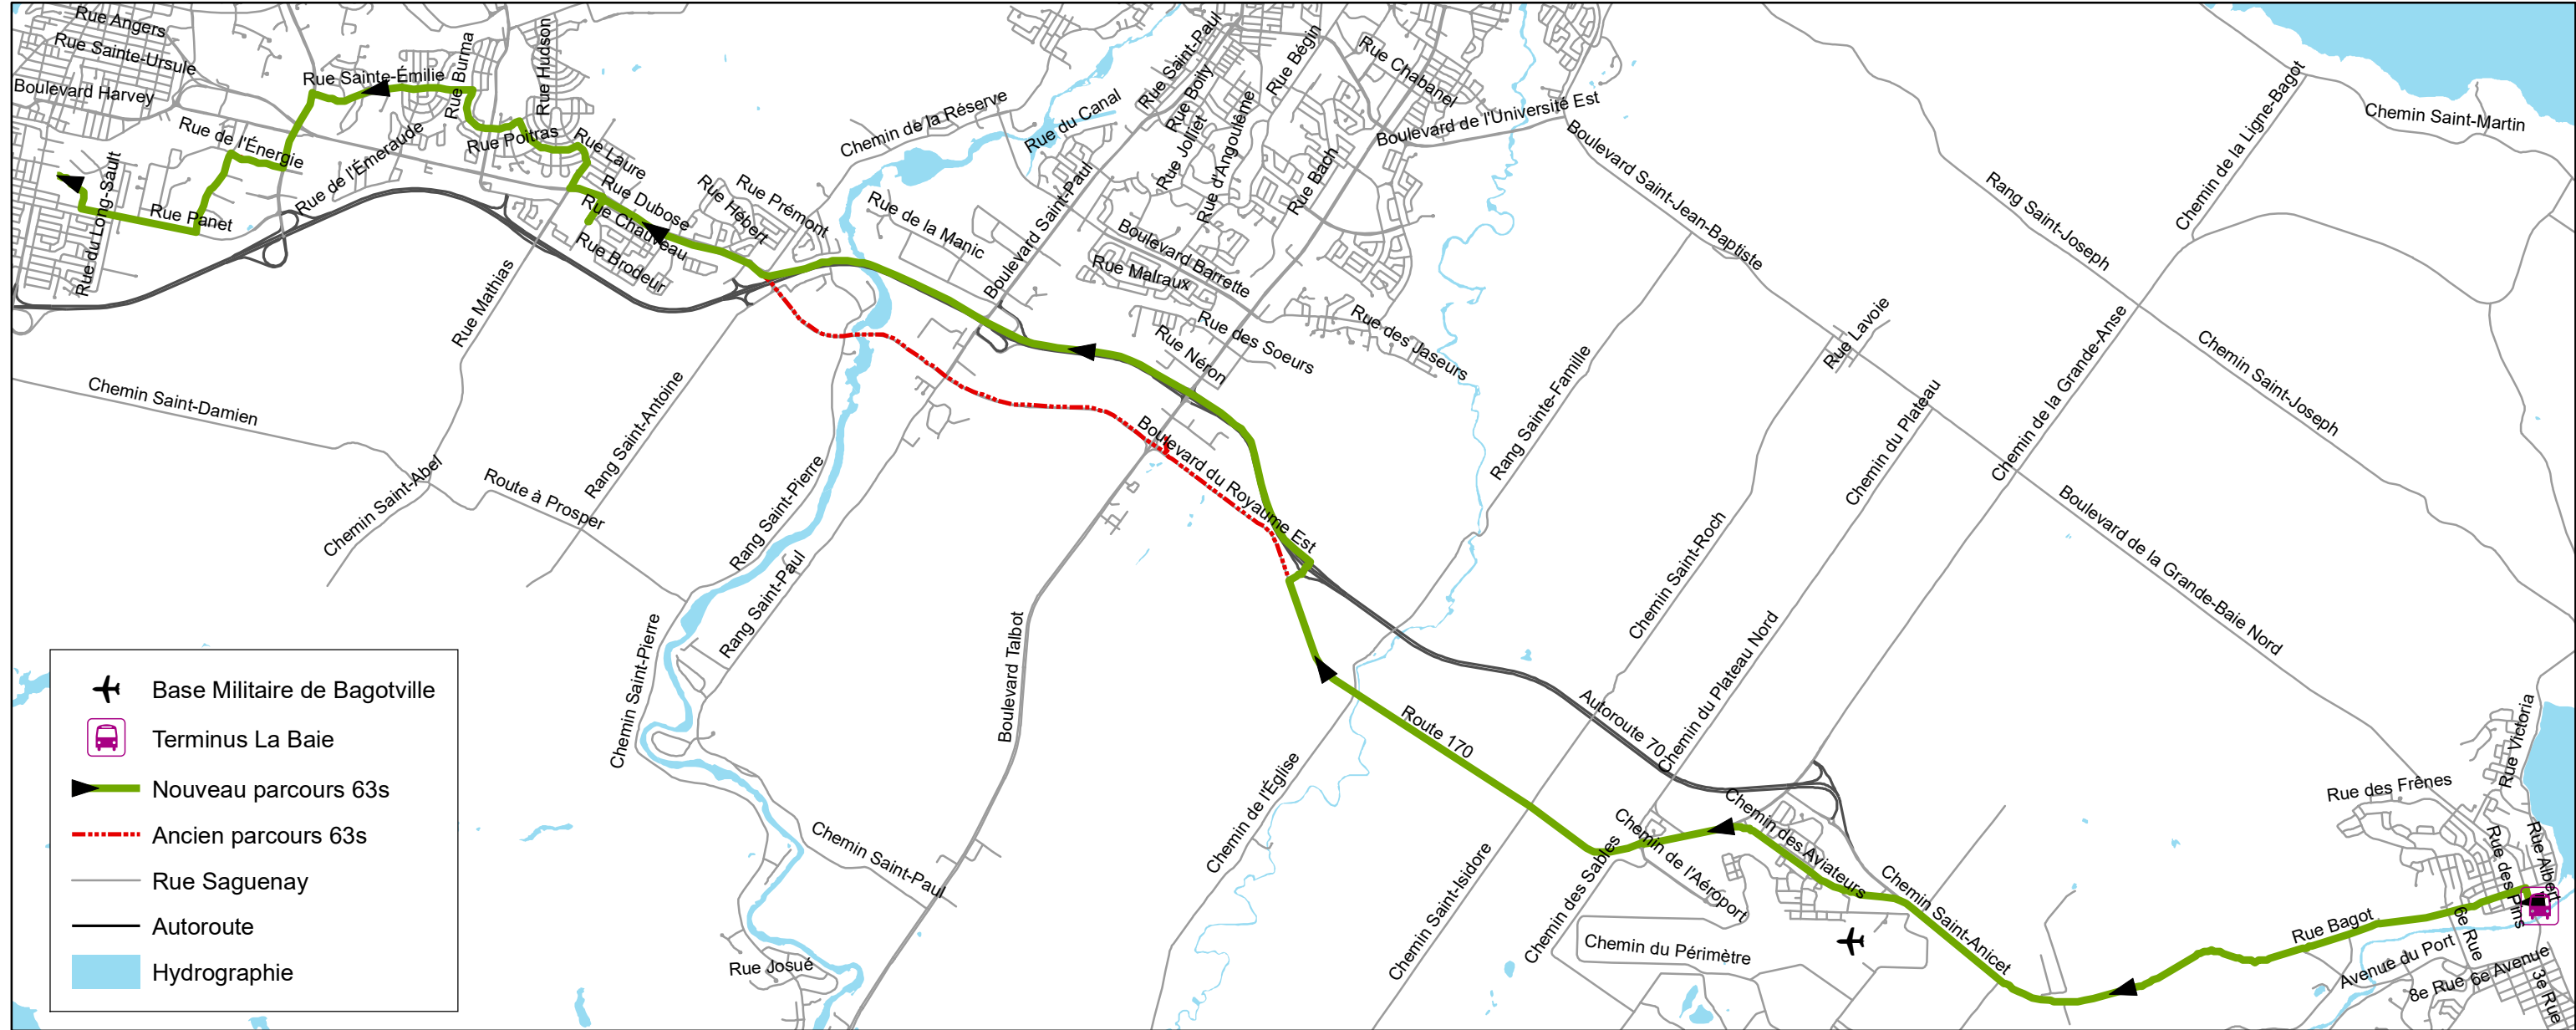 Rue Angers
Rue Sainte-Ursule
Boulevard Harvey
Rue Sainte-Émilie
Rue Burma
Rue Hudson
Rue de l'Énergie
Rue de l'Émeraude
Rue Poitras
Rue Laure
Rue du Long-Sault
Rue Panet
Rue Dubose
Rue Chauveau
Rue Brodeur
Rue Hébert
Rue Prémont
Rue Mathias
Chemin de la Réserve
Rue du Canal
Rue Saint-Paul
Rue Boily
Rue Jolliet
Rue d'Angoulême
Rue Bégin
Rue Chabanel
Rue Bach
Boulevard de l'Université Est
Rue de la Manic
Boulevard Saint-Paul
Boulevard Barrette
Rue Malraux
Rue des Soeurs
Rue Néron
Rue des Jaseurs
Boulevard Saint-Jean-Baptiste
Chemin de la Ligne-Bagot
Chemin Saint-Martin
Rang Saint-Joseph
Chemin Saint-Joseph
Rue Lavoie
Chemin de la Grande-Anse
Chemin du Plateau
Rang Sainte-Famille
Chemin Saint-Damien
Chemin Saint-Abel
Route à Prosper
Rang Saint-Antoine
Rang Saint-Pierre
Rang Saint-Paul
Boulevard du Royaume Est
Chemin Saint-Roch
Boulevard de la Grande-Baie Nord
Chemin Saint-Pierre
Boulevard Talbot
Chemin du Plateau Nord
Route 170
Autoroute 70
Chemin de l'Église
Chemin Saint-Paul
Rue Josué
Chemin Saint-Isidore
Chemin des Sables
Chemin de l'Aéroport
Chemin des Aviateurs
Chemin Saint-Anicet
Chemin du Périmètre
Rue Victoria
Rue des Frênes
Rue Albert
Rue des Pins
Rue Bagot
6e Rue
Avenue du Port
8e Rue
6e Avenue
3e Rue
Base Militaire de Bagotville
Terminus La Baie
Nouveau parcours 63s
Ancien parcours 63s
Rue Saguenay
Autoroute
Hydrographie